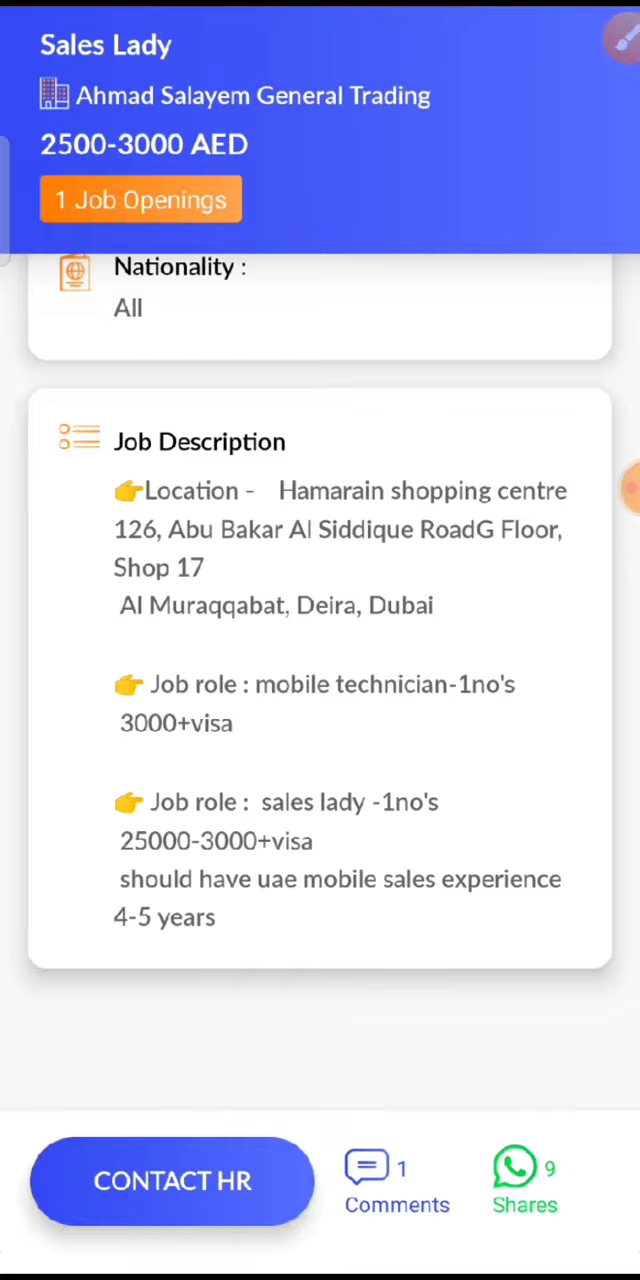 Sales Lady
Ahmad Salayem General Trading
2500-3000 AED
1 Job Openings
Nationality :
All
Job Description
👉Location - Hamarain shopping centre
126, Abu Bakar Al Siddique RoadG Floor,
Shop 17
Al Muraqqabat, Deira, Dubai
👉 Job role : mobile technician-1no's
3000+visa
👉 Job role : sales lady -1no's
25000-3000+visa
should have uae mobile sales experience
4-5 years
CONTACT HR
1
Comments
9
Shares